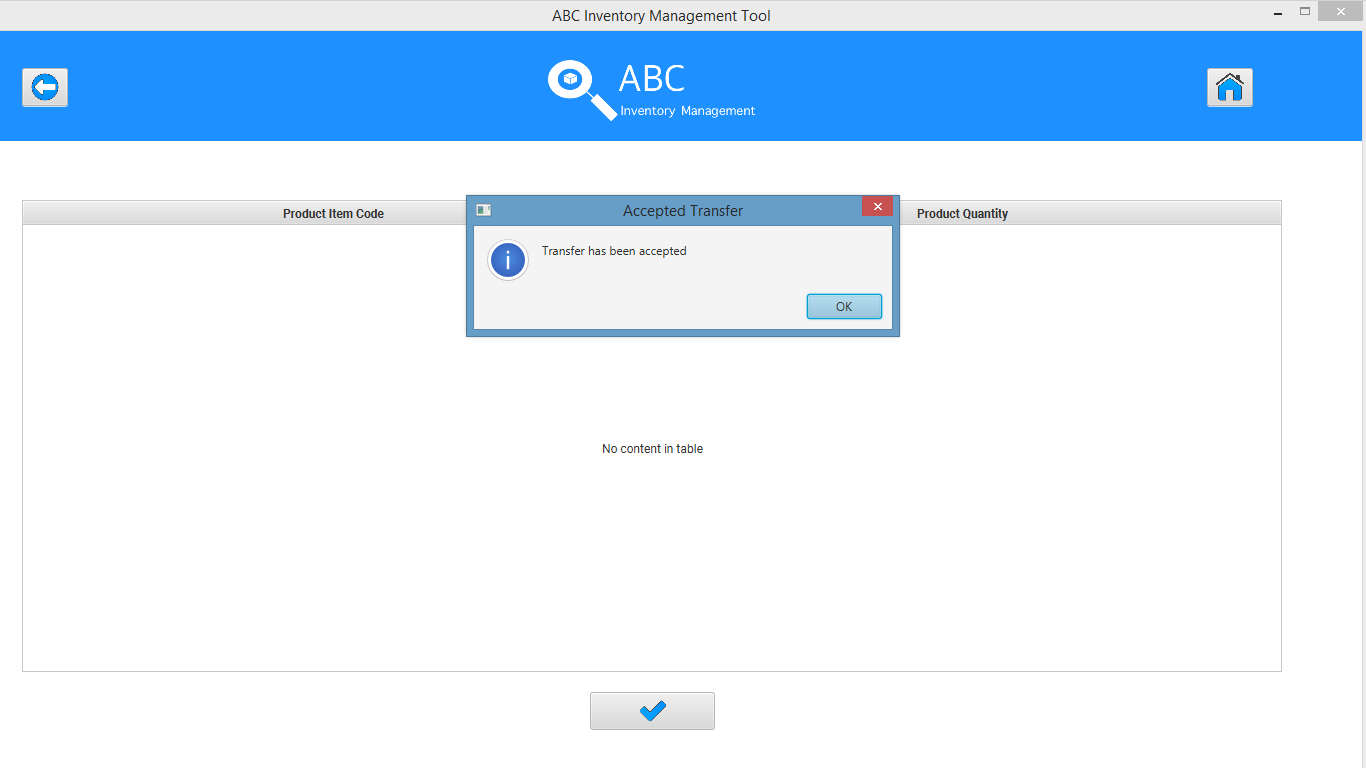 ABC Inventory Management Tool
ABC
Inventory Management
Product Item Code
Product Quantity
Accepted Transfer
i
Transfer has been accepted
OK
No content in table